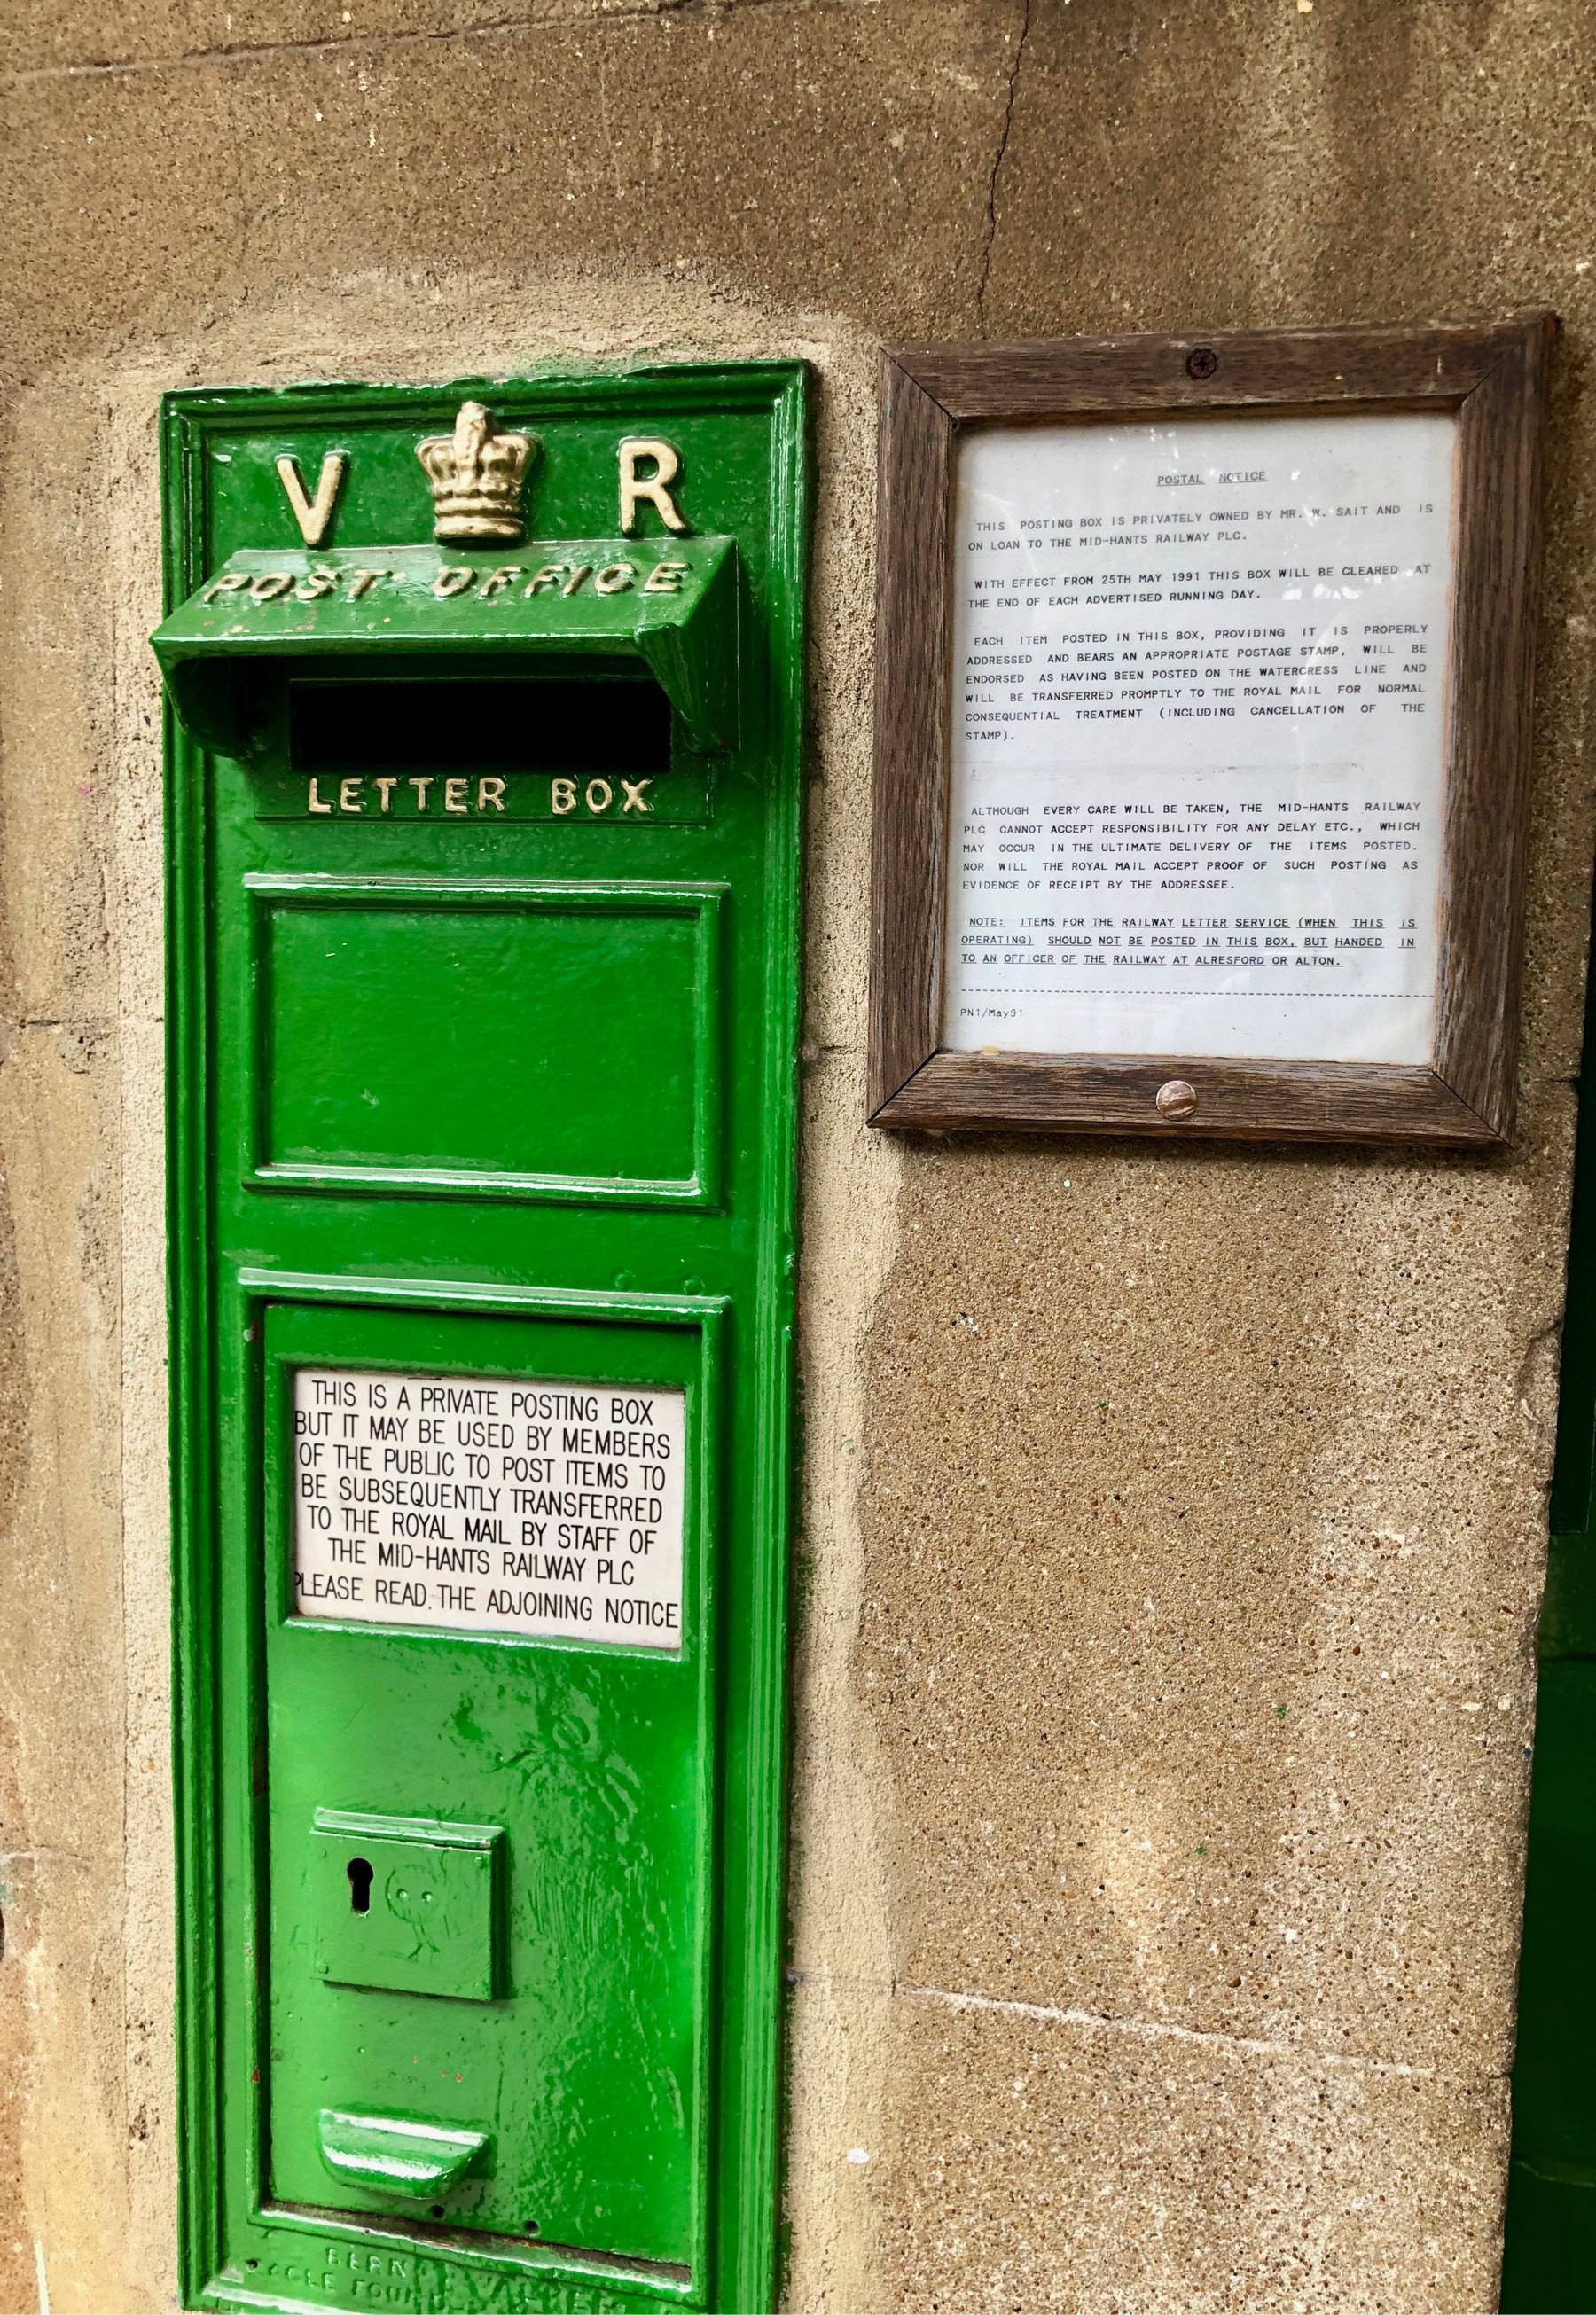 V R
POST OFFICE
LETTER BOX
THIS IS A PRIVATE POSTING BOX
BUT IT MAY BE USED BY MEMBERS
OF THE PUBLIC TO POST ITEMS TO
BE SUBSEQUENTLY TRANSFERRED
TO THE ROYAL MAIL BY STAFF OF
THE MID-HANTS RAILWAY PLC
PLEASE READ. THE ADJOINING NOTICE
POSTAL NOTICE
THIS POSTING BOX IS PRIVATELY OWNED BY MR. W. SAIT AND IS
ON LOAN TO THE MID-HANTS RAILWAY PLC.
WITH EFFECT FROM 25TH MAY 1991 THIS BOX WILL BE CLEARED AT
THE END OF EACH ADVERTISED RUNNING DAY.
EACH ITEM POSTED IN THIS BOX, PROVIDING IT IS PROPERLY
ADDRESSED AND BEARS AN APPROPRIATE POSTAGE STAMP, WILL BE
ENDORSED AS HAVING BEEN POSTED ON THE WATERCRESS LINE AND
WILL BE TRANSFERRED PROMPTLY TO THE ROYAL MAIL FOR NORMAL
CONSEQUENTIAL TREATMENT (INCLUDING CANCELLATION OF THE
STAMP).
ALTHOUGH EVERY CARE WILL BE TAKEN, THE MID-HANTS RAILWAY
PLC CANNOT ACCEPT RESPONSIBILITY FOR ANY DELAY ETC., WHICH
MAY OCCUR IN THE ULTIMATE DELIVERY OF THE ITEMS POSTED.
NOR WILL THE ROYAL MAIL ACCEPT PROOF OF SUCH POSTING AS
EVIDENCE OF RECEIPT BY THE ADDRESSEE.
NOTE: ITEMS FOR THE RAILWAY LETTER SERVICE (WHEN THIS IS
OPERATING) SHOULD NOT BE POSTED IN THIS BOX, BUT HANDED IN
TO AN OFFICER OF THE RAILWAY AT ALRESFORD OR ALTON.
PN1/May91